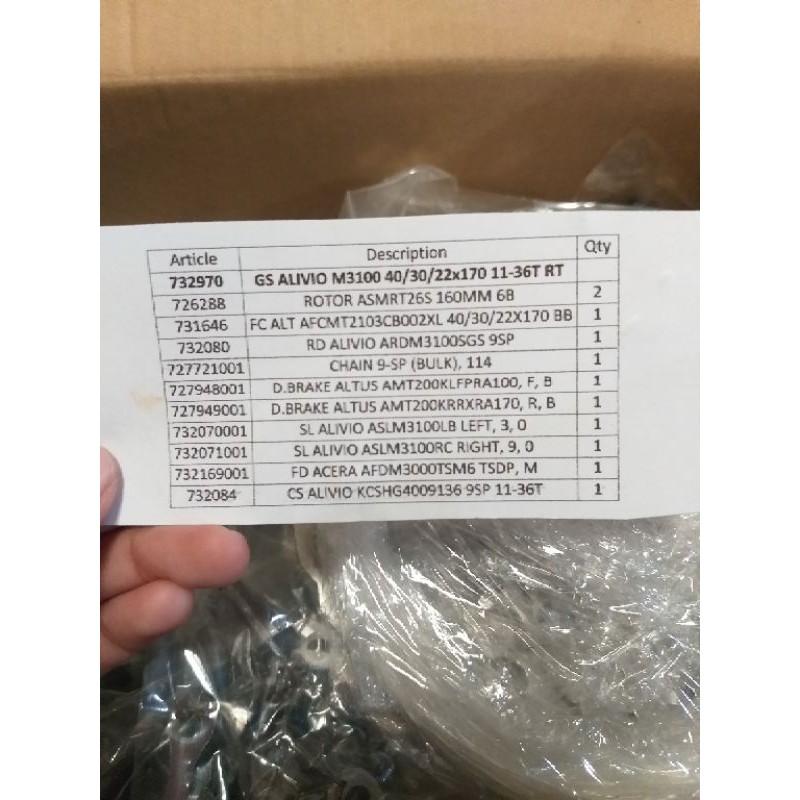 Article Description Qty
732970 GS ALIVIO M3100 40/30/22x170 11-36T RT
726288 ROTOR ASMRT26S 160MM 6B 2
731646 FC ALT AFCMT2103CB002XL 40/30/22X170 BB 1
732080 RD ALIVIO ARDM3100SGS 9SP 1
727721001 CHAIN 9-SP (BULK), 114 1
727948001 D.BRAKE ALTUS AMT200KLFPRA100, F, B 1
727949001 D.BRAKE ALTUS AMT200KRRXRA170, R, B 1
732070001 SL ALIVIO ASLM3100LB LEFT, 3, 0 1
732071001 SL ALIVIO ASLM3100RC RIGHT, 9, 0 1
732169001 FD ACERA AFDM3000TSM6 TSDP, M 1
732084 CS ALIVIO KCSHG4009136 9SP 11-36T 1